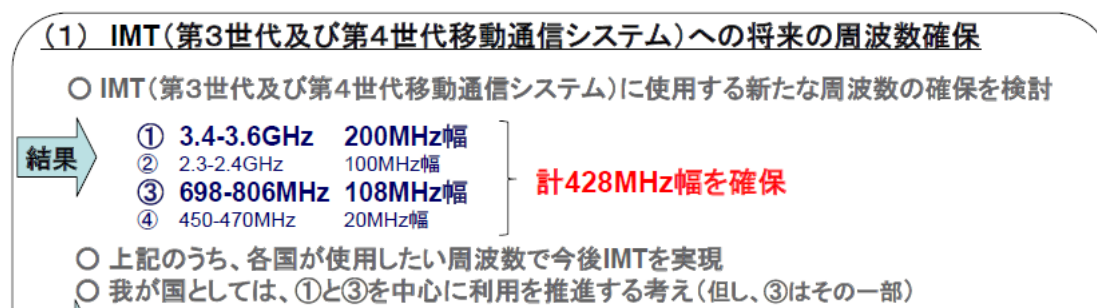 (1) IMT(第3世代及び第4世代移動通信システム)への将来の周波数確保
○ IMT(第3世代及び第4世代移動通信システム)に使用する新たな周波数の確保を検討
結果
① 3.4-3.6GHz 200MHz幅
② 2.3-2.4GHz 100MHz幅
③ 698-806MHz 108MHz幅
④ 450-470MHz 20MHz幅
計428MHz幅を確保
○ 上記のうち、各国が使用したい周波数で今後IMTを実現
○ 我が国としては、①と③を中心に利用を推進する考え(但し、③はその一部)